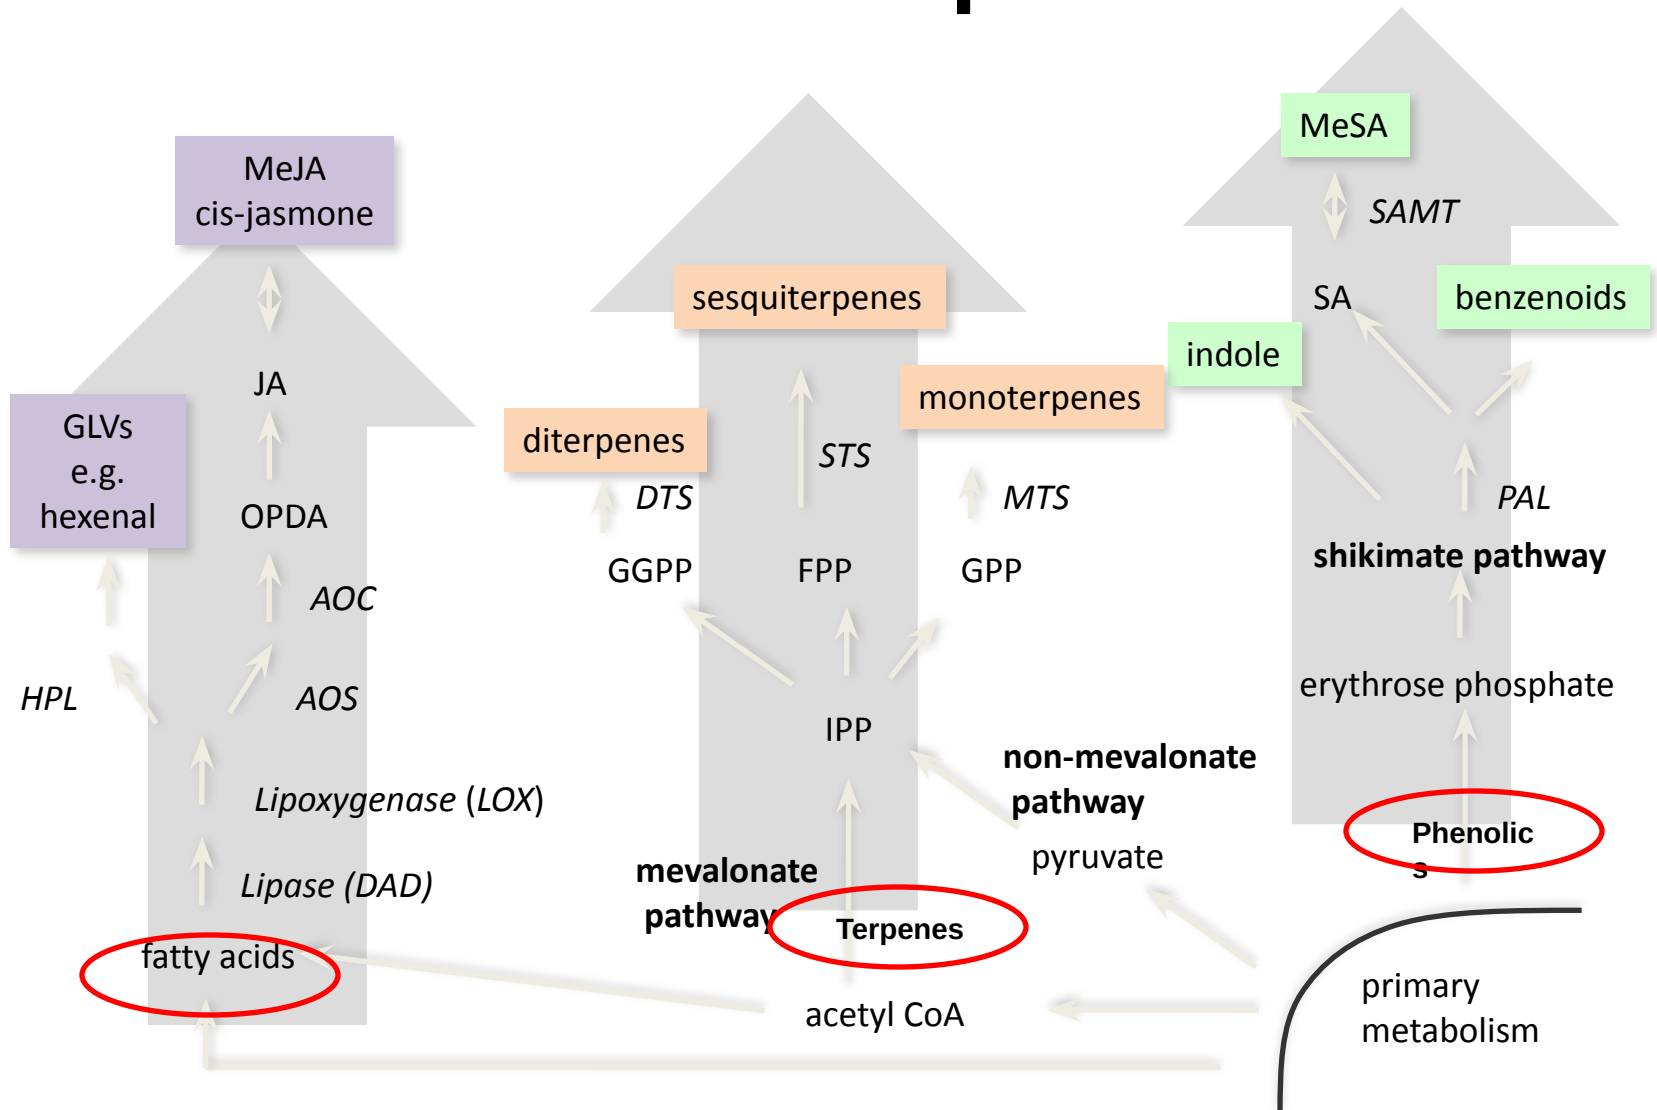 MeJA
cis-jasmone
JA
GLVs
e.g.
hexenal
OPDA
AOC
HPL
AOS
Lipoxygenase (LOX)
Lipase (DAD)
fatty acids
sesquiterpenes
monoterpenes
diterpenes
STS
DTS
MTS
GGPP
FPP
GPP
IPP
non-mevalonate
pathway
pyruvate
mevalonate
pathway
Terpenes
acetyl CoA
MeSA
SAMT
SA
benzenoids
indole
PAL
shikimate pathway
erythrose phosphate
Phenolic
s
primary
metabolism